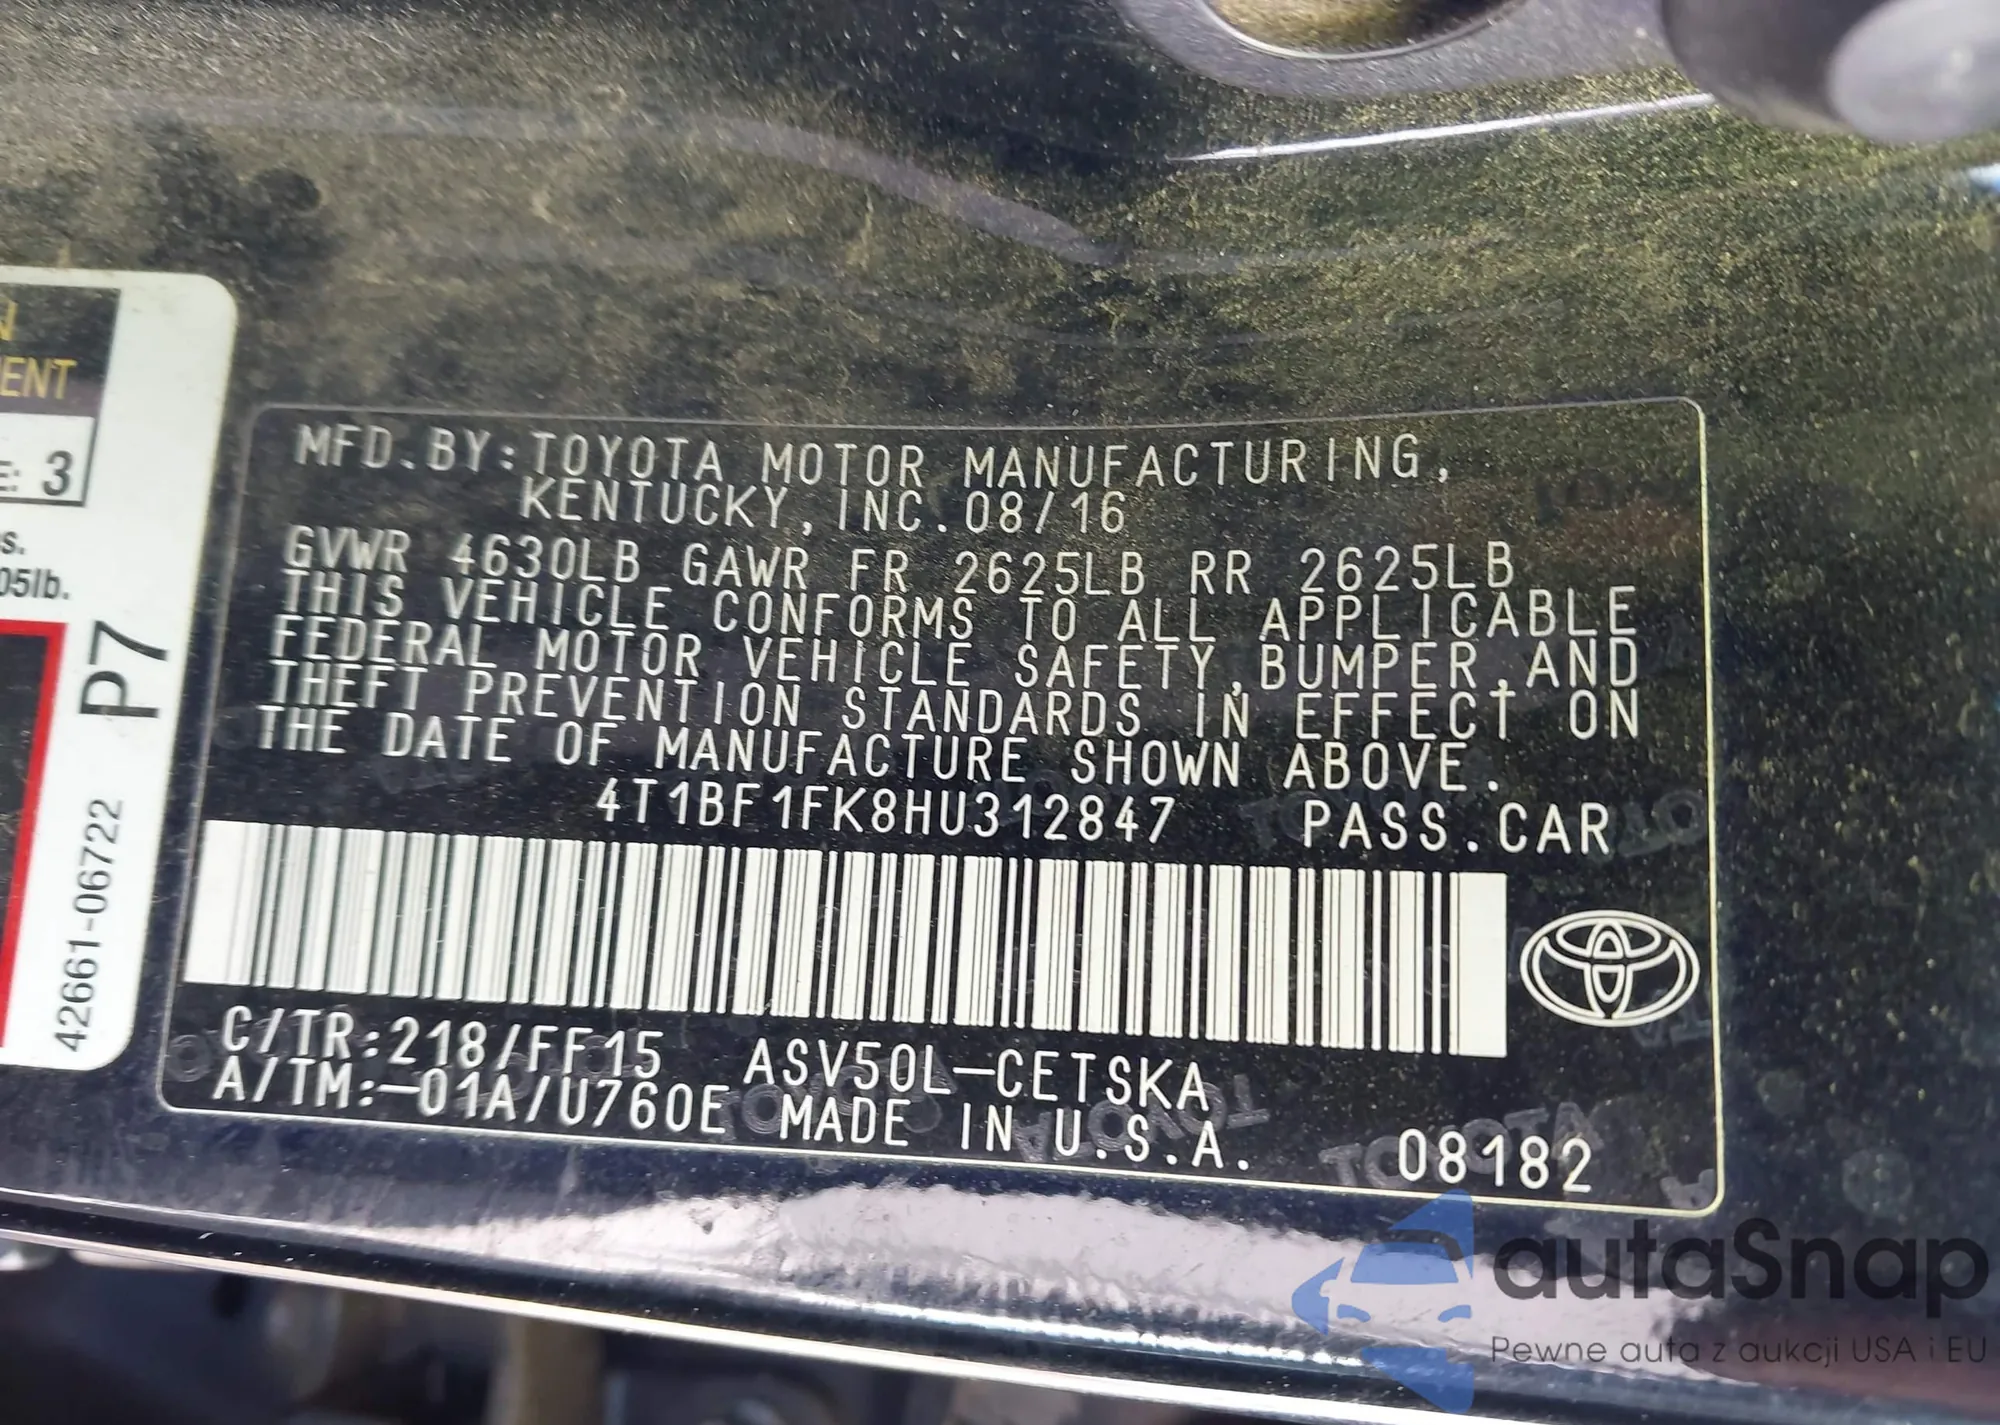 N
ENT
E: 3
s.
05lb.
P7
42661-06722
MFD.BY:TOYOTA MOTOR MANUFACTURING,
KENTUCKY,INC.08/16
GVWR 4630LB GAWR FR 2625LB RR 2625LB
THIS VEHICLE CONFORMS TO ALL APPLICABLE
FEDERAL MOTOR VEHICLE SAFETY,BUMPER,AND
THEFT PREVENTION STANDARDS IN EFFECT ON
THE DATE OF MANUFACTURE SHOWN ABOVE.
4T1BF1FK8HU312847 PASS.CAR
C/TR:218/FF15 ASV50L-CETSKA
A/TM:-01A/U760E MADE IN U.S.A. 08182
autaSnap
Pewne auta z aukcji USA i EU